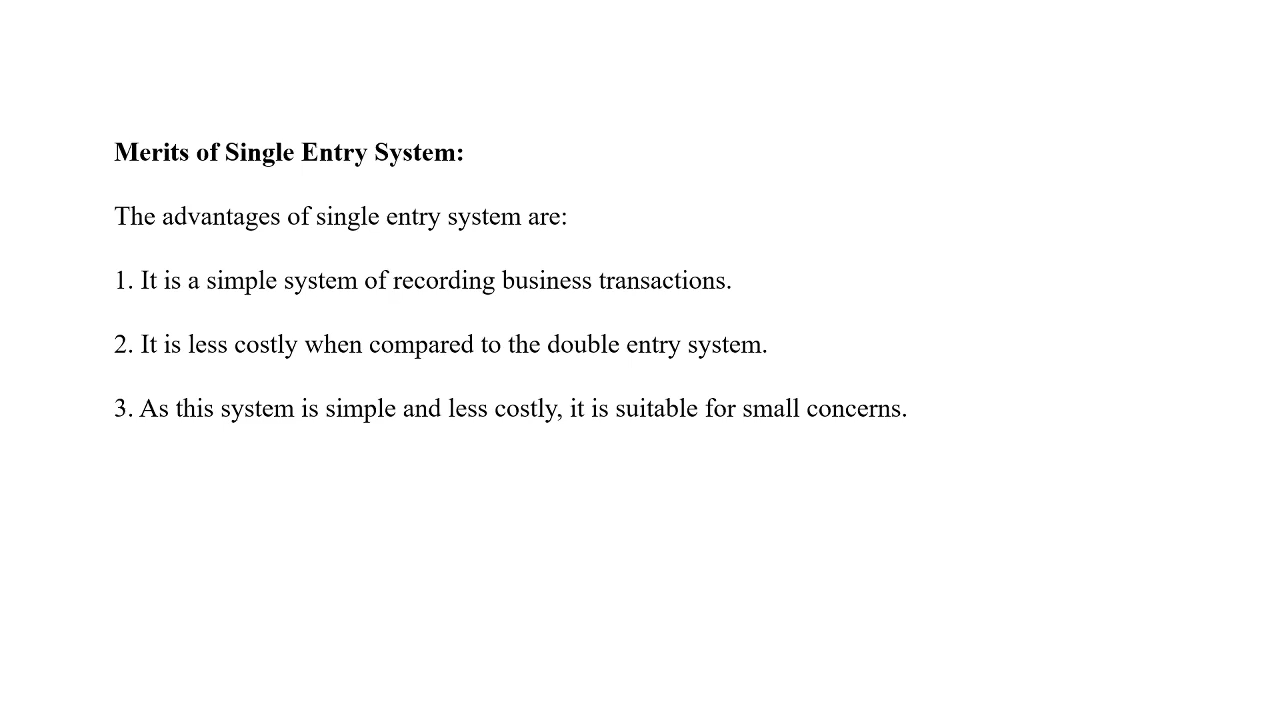 Merits of Single Entry System:
The advantages of single entry system are:
1. It is a simple system of recording business transactions.
2. It is less costly when compared to the double entry system.
3. As this system is simple and less costly, it is suitable for small concerns.